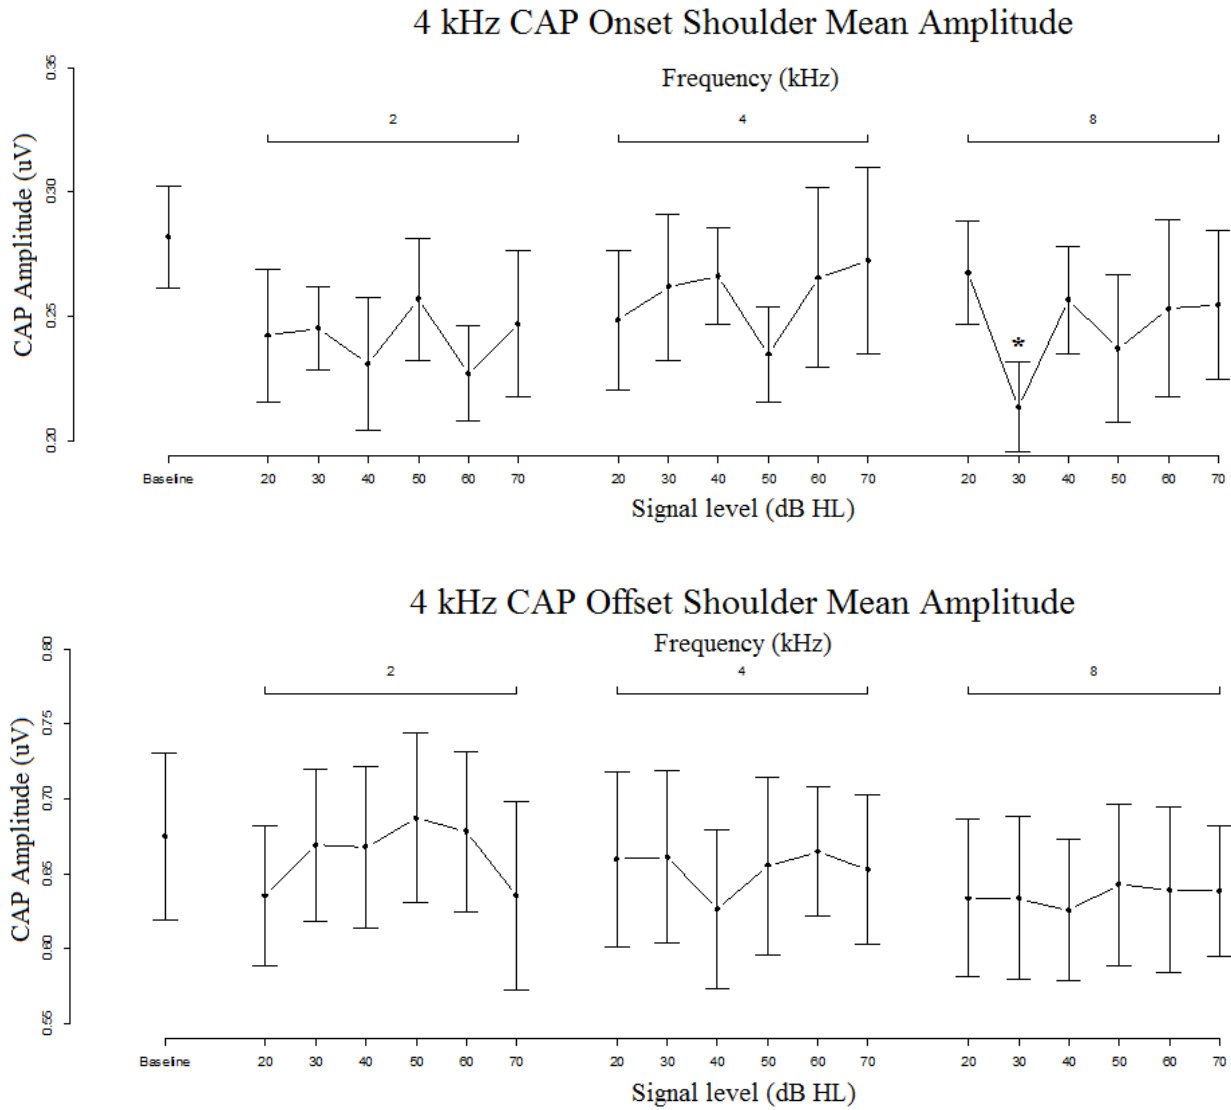 4 kHz CAP Onset Shoulder Mean Amplitude
Frequency (kHz)
2 4 8
CAP Amplitude (uV)
0.35
0.30
0.25
0.20
*
Baseline 20 30 40 50 60 70 20 30 40 50 60 70 20 30 40 50 60 70
Signal level (dB HL)
4 kHz CAP Offset Shoulder Mean Amplitude
Frequency (kHz)
2 4 8
CAP Amplitude (uV)
0.80
0.75
0.70
0.65
0.60
0.55
Baseline 20 30 40 50 60 70 20 30 40 50 60 70 20 30 40 50 60 70
Signal level (dB HL)